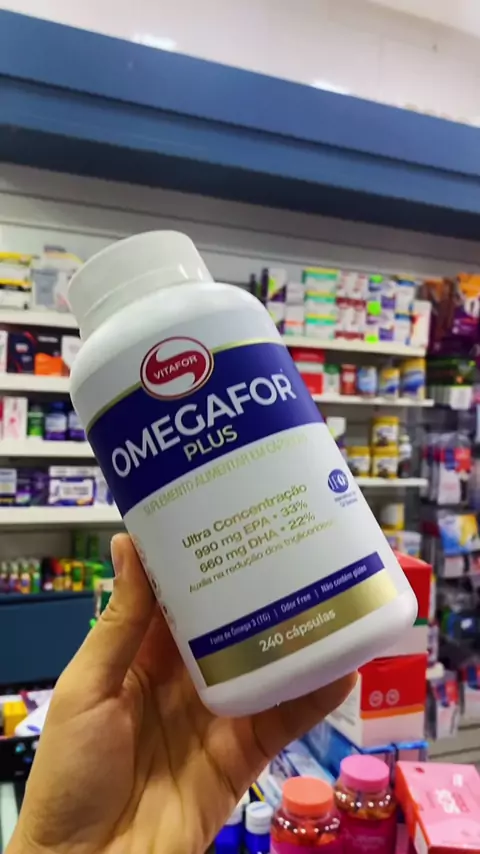 VITAFOR
OMEGAFOR®
PLUS
SUPLEMENTO ALIMENTAR EM CÁPSULAS
Ultra Concentração
990 mg EPA • 33%
660 mg DHA • 22%
Auxilia na redução dos triglicerídeos
Fonte de Ômega 3 (TG) | Odor Free | Não contém glúten
240 cápsulas